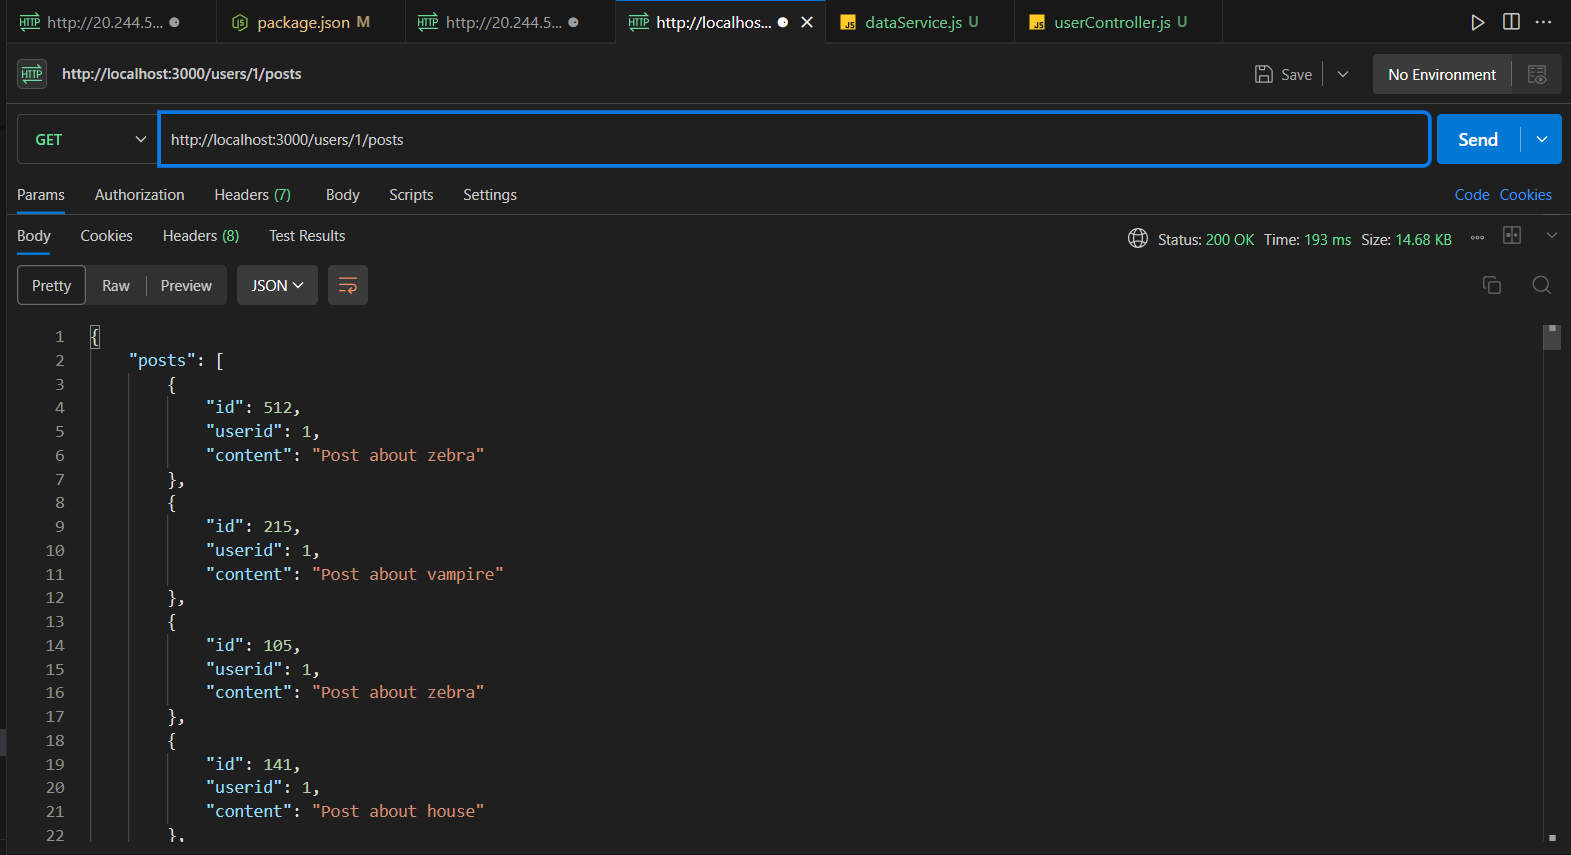 HTTP http://20.244.5...
JS package.json M
HTTP http://20.244.5...
HTTP http://localhos...
JS dataService.js U
JS userController.js U
HTTP http://localhost:3000/users/1/posts
Save
No Environment
GET
http://localhost:3000/users/1/posts
Send
Params Authorization Headers (7) Body Scripts Settings
Code Cookies
Body Cookies Headers (8) Test Results
Status: 200 OK Time: 193 ms Size: 14.68 KB
Pretty Raw Preview JSON
1 {
2 "posts": [
3 {
4 "id": 512,
5 "userid": 1,
6 "content": "Post about zebra"
7 },
8 {
9 "id": 215,
10 "userid": 1,
11 "content": "Post about vampire"
12 },
13 {
14 "id": 105,
15 "userid": 1,
16 "content": "Post about zebra"
17 },
18 {
19 "id": 141,
20 "userid": 1,
21 "content": "Post about house"
22 },